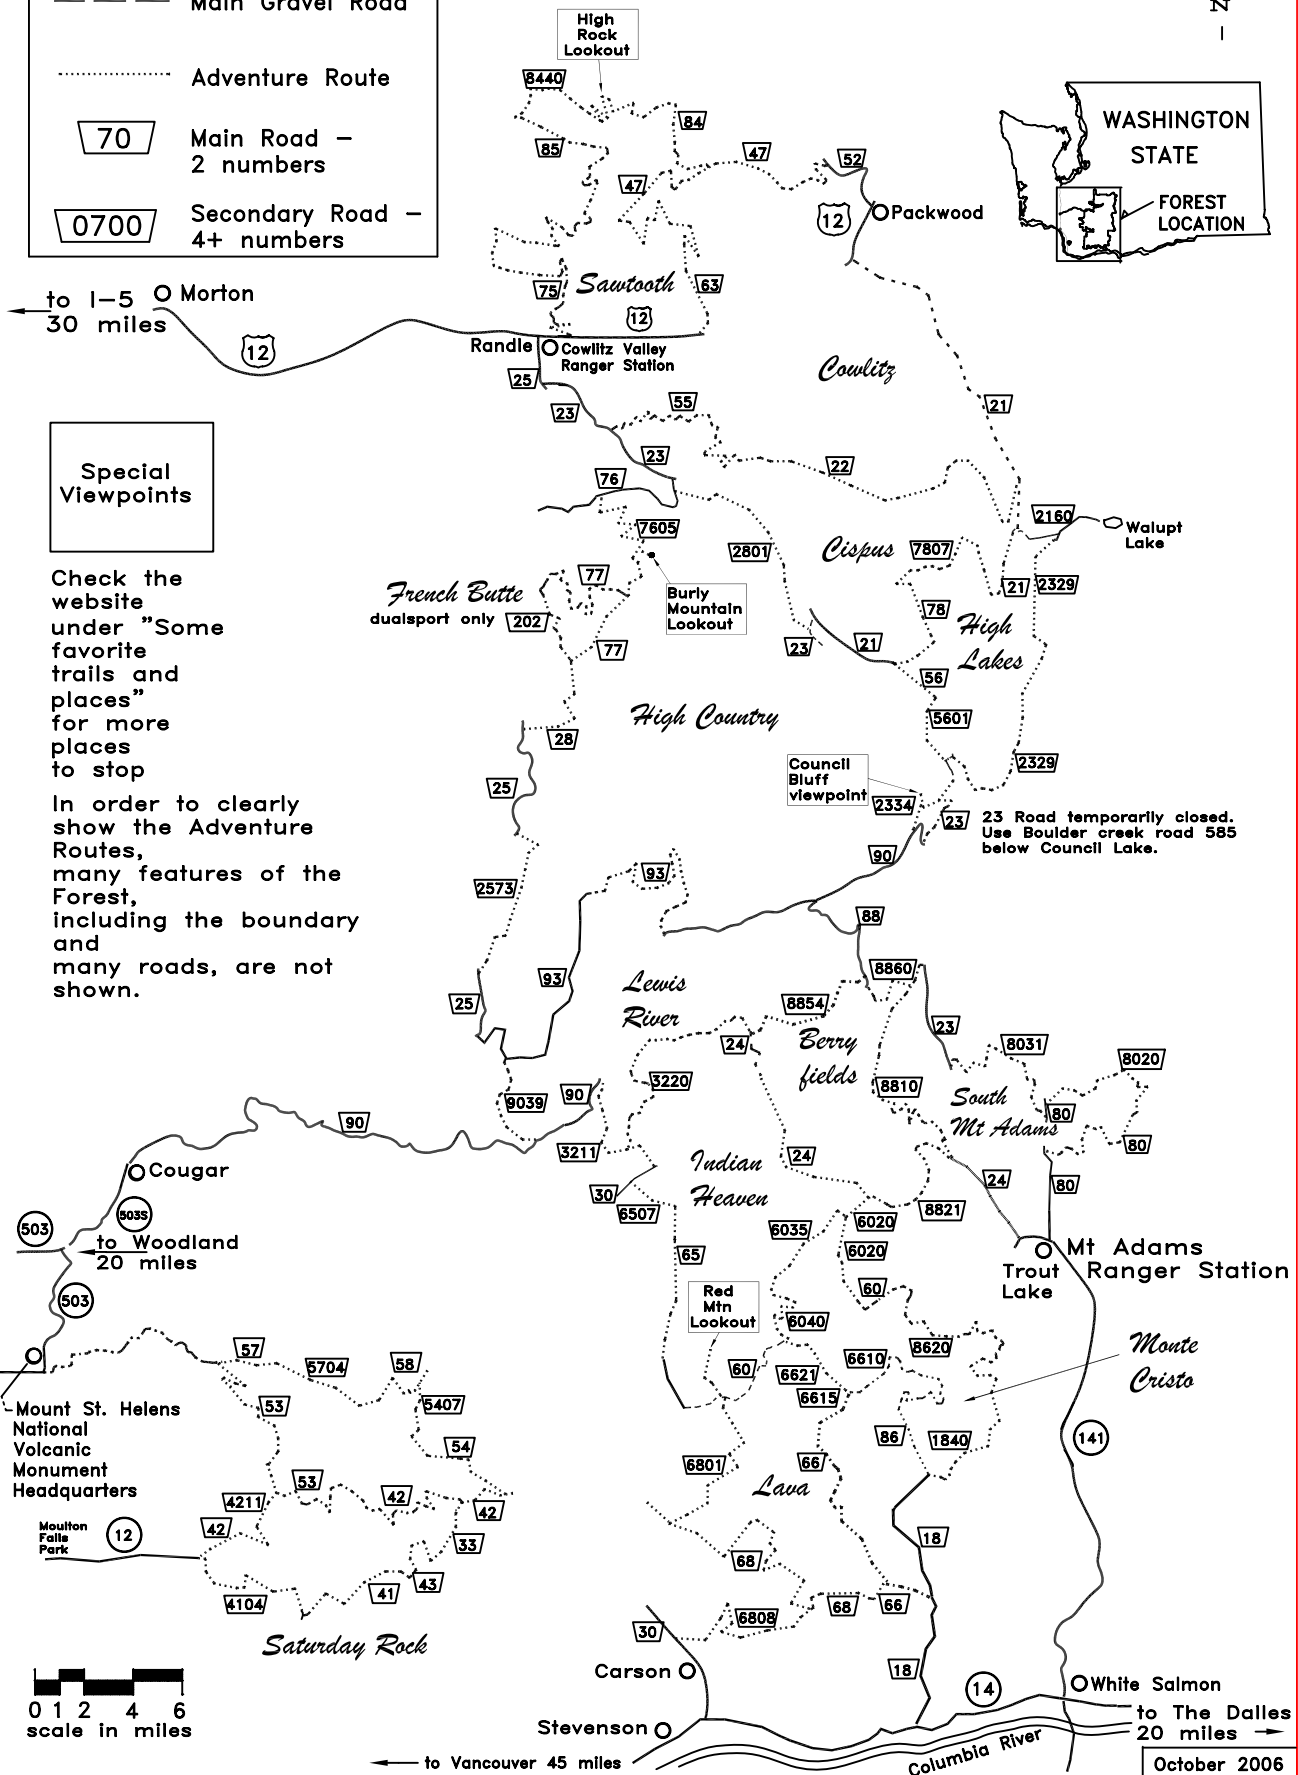 Main Gravel Road
Adventure Route
70
Main Road –
2 numbers
0700
Secondary Road –
4+ numbers
N
–
High
Rock
Lookout
8440
84
85
47
47
52
12
Packwood
WASHINGTON
STATE
FOREST
LOCATION
to I–5
30 miles
Morton
12
75
Sawtooth
63
12
Randle
Cowlitz Valley
Ranger Station
25
23
55
Cowlitz
21
23
22
76
Special
Viewpoints
Check the
website
under "Some
favorite
trails and
places"
for more
places
to stop
In order to clearly
show the Adventure
Routes,
many features of the
Forest,
including the boundary
and
many roads, are not
shown.
7605
2801
Cispus
7807
2160
Walupt
Lake
French Butte
dualsport only
77
202
77
Burly
Mountain
Lookout
21
2329
78
High
Lakes
23
21
56
5601
High Country
28
25
2329
Council
Bluff
viewpoint
2334
23
23 Road temporarily closed.
Use Boulder creek road 585
below Council Lake.
90
93
2573
88
93
25
Lewis
River
8860
8854
24
Berry
fields
23
8031
8020
3220
8810
South
Mt Adams
80
80
9039
90
90
3211
24
Indian
Heaven
24
80
30
6507
8821
6035
6020
6020
65
60
Cougar
503S
503
to Woodland
20 miles
503
Mt Adams
Ranger Station
Trout
Lake
Red
Mtn
Lookout
6040
6610
8620
Monte
Cristo
60
6621
6615
57
5704
58
53
5407
54
Mount St. Helens
National
Volcanic
Monument
Headquarters
86
1840
141
6801
66
Lava
53
42
42
4211
42
Moulton
Falls
Park
12
33
43
41
4104
Saturday Rock
18
68
68
66
6808
30
Carson
18
14
White Salmon
0 1 2 4 6
scale in miles
Stevenson
to The Dalles
20 miles
to Vancouver 45 miles
Columbia River
October 2006